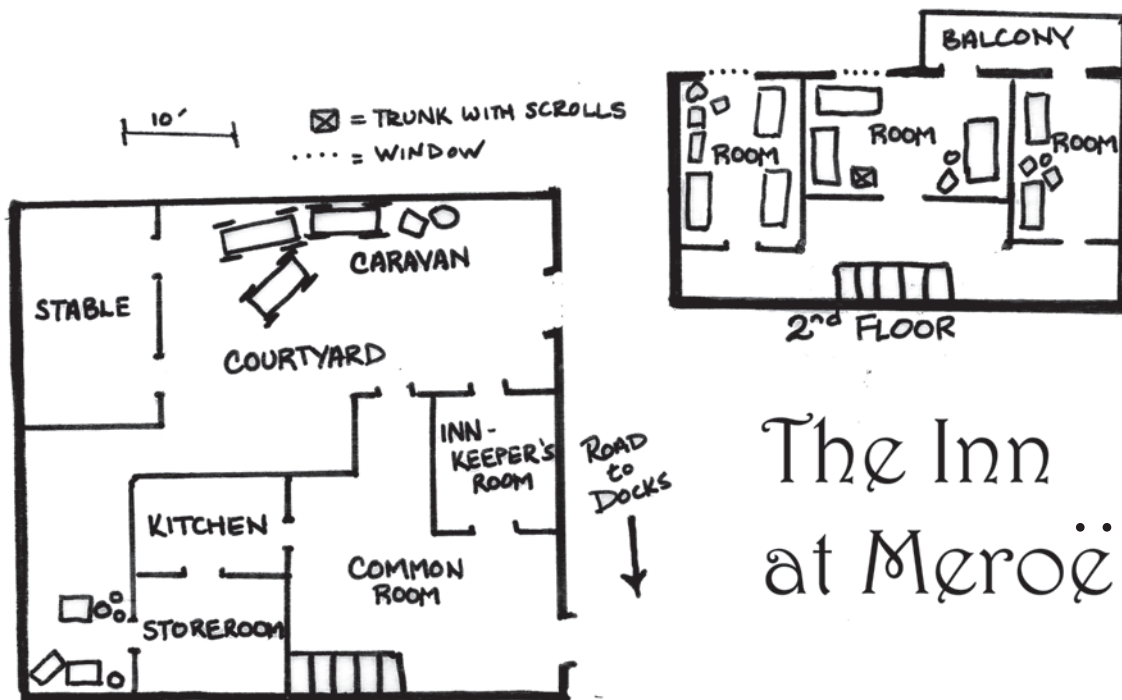 BALCONY
10'
= TRUNK WITH SCROLLS
= WINDOW
ROOM
ROOM
ROOM
2nd FLOOR
CARAVAN
STABLE
COURTYARD
INN-
KEEPER'S
ROOM
ROAD
to
DOCKS
KITCHEN
COMMON
ROOM
STOREROOM
The Inn
at Meroë